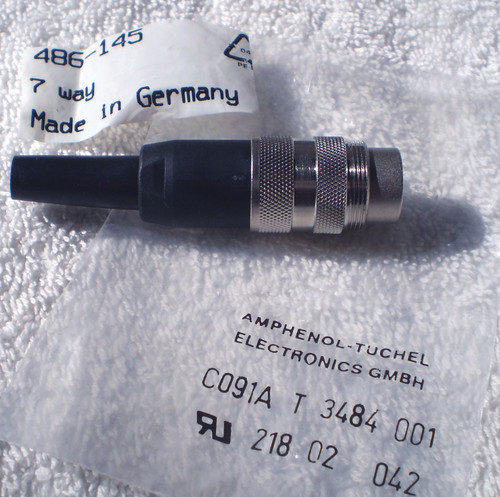 486-145
7 way
Made in Germany
AMPHENOL-TUCHEL
ELECTRONICS GMBH
C091A T 3484 001
218 02 042